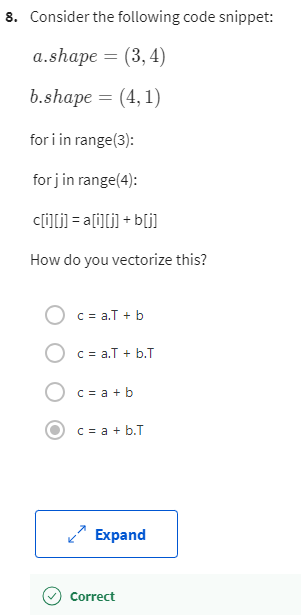 8. Consider the following code snippet:
a.shape = (3, 4)
b.shape = (4, 1)
for i in range(3):
for j in range(4):
c[i][j] = a[i][j] + b[j]
How do you vectorize this?
c = a.T + b
c = a.T + b.T
c = a + b
c = a + b.T
Expand
Correct